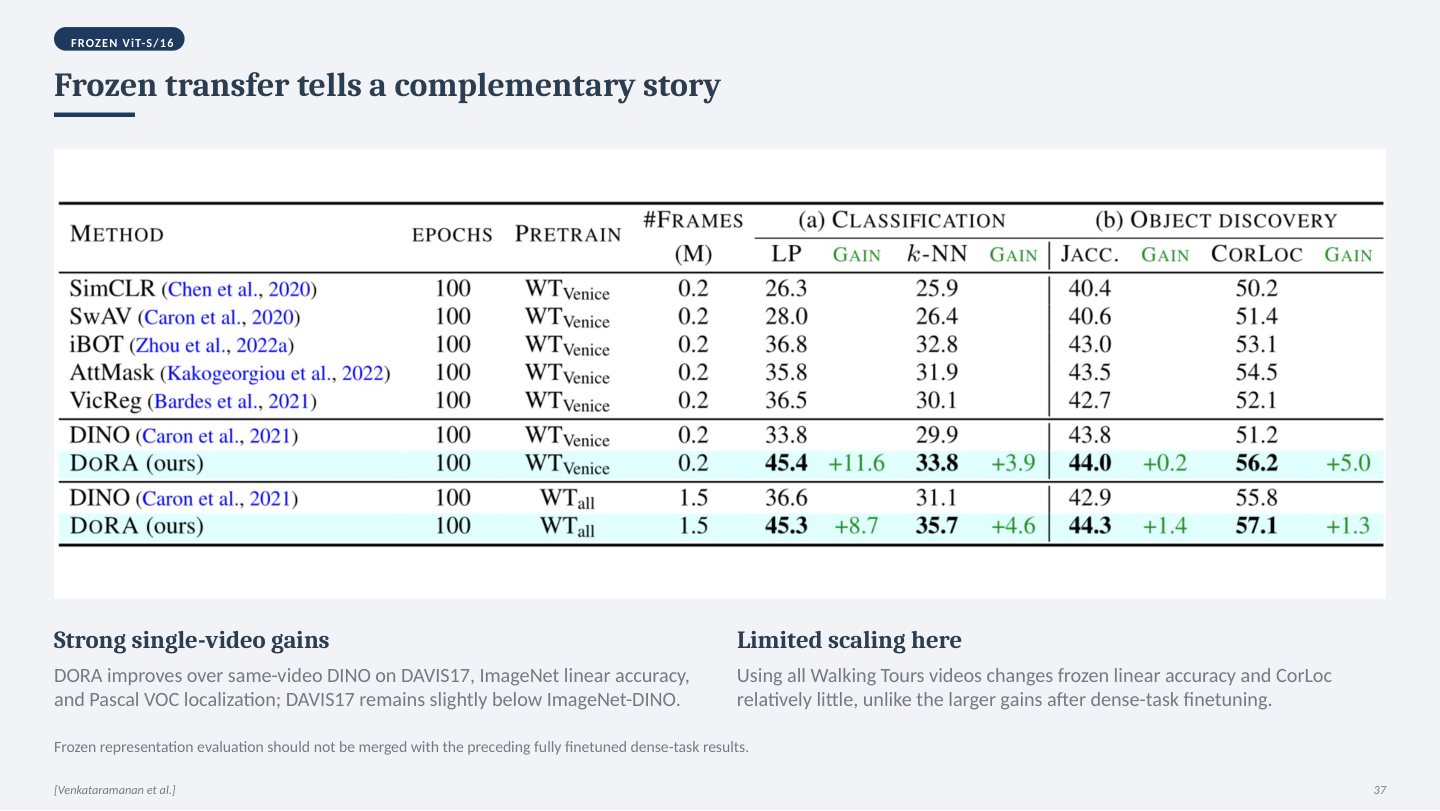 FROZEN ViT-S/16
Frozen transfer tells a complementary story
METHOD EPOCHS PRETRAIN #FRAMES (M) (a) CLASSIFICATION (b) OBJECT DISCOVERY
LP GAIN k-NN GAIN JACC. GAIN CORLOC GAIN
SimCLR (Chen et al., 2020) 100 WTVenice 0.2 26.3 25.9 40.4 50.2
SwAV (Caron et al., 2020) 100 WTVenice 0.2 28.0 26.4 40.6 51.4
iBOT (Zhou et al., 2022a) 100 WTVenice 0.2 36.8 32.8 43.0 53.1
AttMask (Kakogeorgiou et al., 2022) 100 WTVenice 0.2 35.8 31.9 43.5 54.5
VicReg (Bardes et al., 2021) 100 WTVenice 0.2 36.5 30.1 42.7 52.1
DINO (Caron et al., 2021) 100 WTVenice 0.2 33.8 29.9 43.8 51.2
DORA (ours) 100 WTVenice 0.2 45.4 +11.6 33.8 +3.9 44.0 +0.2 56.2 +5.0
DINO (Caron et al., 2021) 100 WTall 1.5 36.6 31.1 42.9 55.8
DORA (ours) 100 WTall 1.5 45.3 +8.7 35.7 +4.6 44.3 +1.4 57.1 +1.3
Strong single-video gains
DORA improves over same-video DINO on DAVIS17, ImageNet linear accuracy,
and Pascal VOC localization; DAVIS17 remains slightly below ImageNet-DINO.
Limited scaling here
Using all Walking Tours videos changes frozen linear accuracy and CorLoc
relatively little, unlike the larger gains after dense-task finetuning.
Frozen representation evaluation should not be merged with the preceding fully finetuned dense-task results.
[Venkataramanan et al.]
37